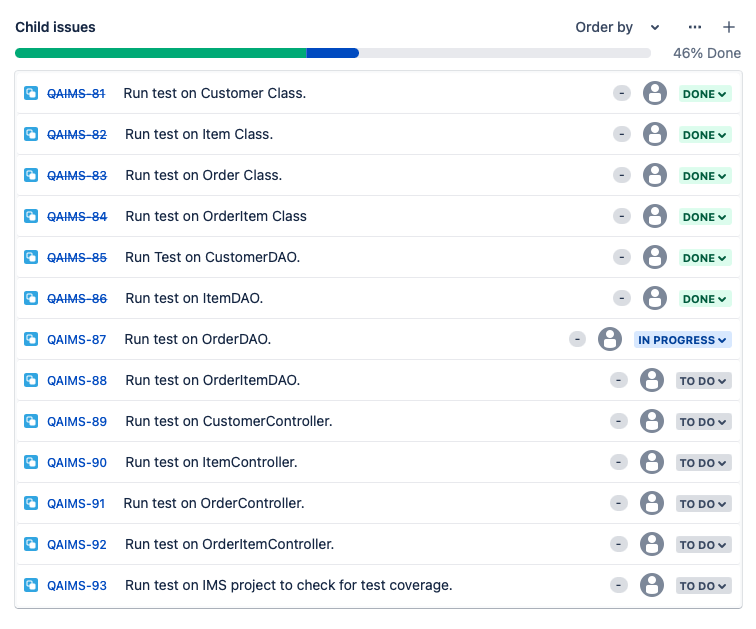 Child issues Order by ··· +
46% Done
QAIMS-81 Run test on Customer Class. - DONE
QAIMS-82 Run test on Item Class. - DONE
QAIMS-83 Run test on Order Class. - DONE
QAIMS-84 Run test on OrderItem Class - DONE
QAIMS-85 Run Test on CustomerDAO. - DONE
QAIMS-86 Run test on ItemDAO. - DONE
QAIMS-87 Run test on OrderDAO. - IN PROGRESS
QAIMS-88 Run test on OrderItemDAO. - TO DO
QAIMS-89 Run test on CustomerController. - TO DO
QAIMS-90 Run test on ItemController. - TO DO
QAIMS-91 Run test on OrderController. - TO DO
QAIMS-92 Run test on OrderItemController. - TO DO
QAIMS-93 Run test on IMS project to check for test coverage. - TO DO